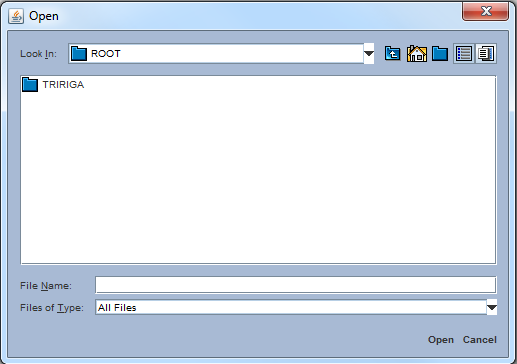 Open
Look In: ROOT
TRIRIGA
File Name:
Files of Type: All Files
Open Cancel